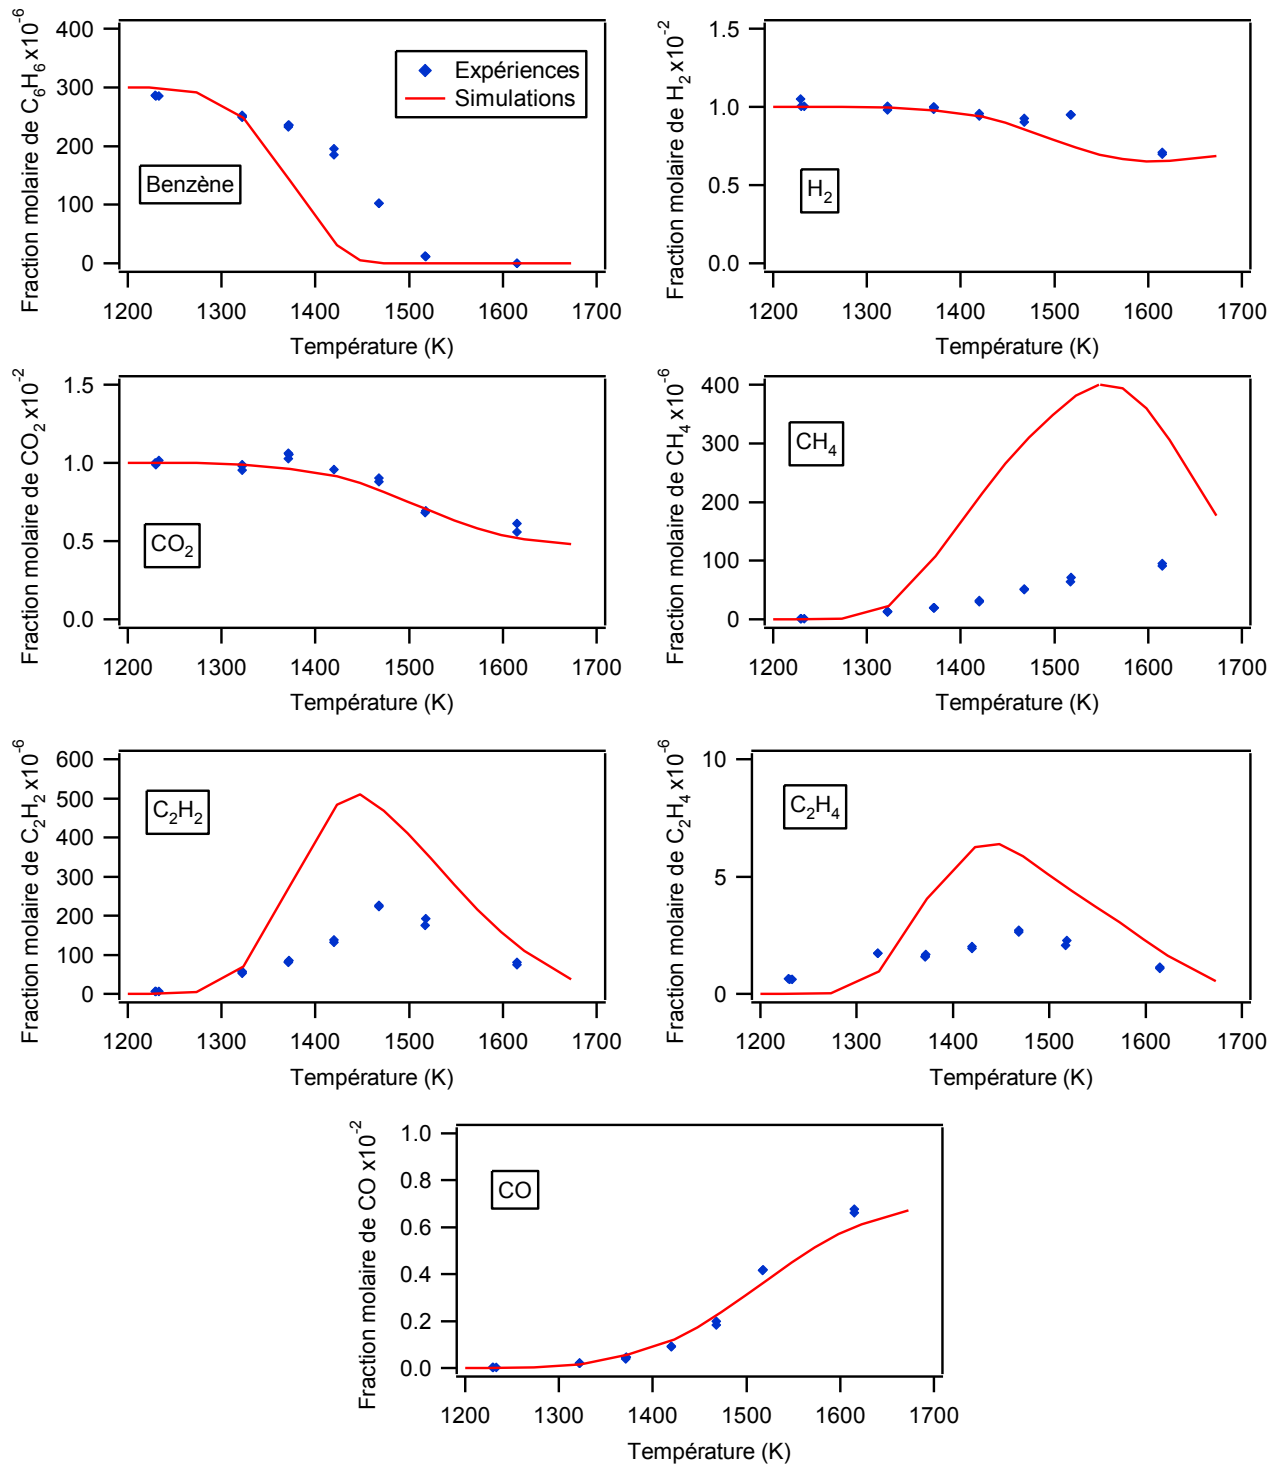 Fraction molaire de C6H6 x10-6
400
300
200
100
0
Expériences
Simulations
Benzène
1200 1300 1400 1500 1600 1700
Température (K)
Fraction molaire de H2 x10-2
1.5
1.0
0.5
0.0
H2
1200 1300 1400 1500 1600 1700
Température (K)
Fraction molaire de CO2 x10-2
1.5
1.0
0.5
0.0
CO2
1200 1300 1400 1500 1600 1700
Température (K)
Fraction molaire de CH4 x10-6
400
300
200
100
0
CH4
1200 1300 1400 1500 1600 1700
Température (K)
Fraction molaire de C2H2 x10-6
600
500
400
300
200
100
0
C2H2
1200 1300 1400 1500 1600 1700
Température (K)
Fraction molaire de C2H4 x10-6
10
5
0
C2H4
1200 1300 1400 1500 1600 1700
Température (K)
Fraction molaire de CO x10-2
1.0
0.8
0.6
0.4
0.2
0.0
CO
1200 1300 1400 1500 1600 1700
Température (K)